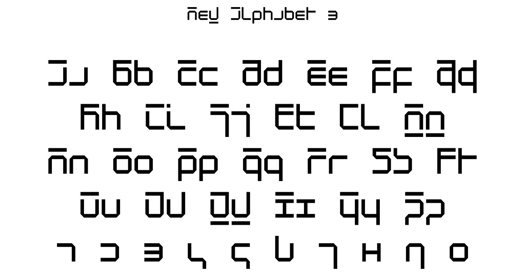 New Alphabet 3
Aa Bb Cc Dd Ee Ff Gg
Hh Ii Jj Kk Ll Mm
Nn Oo Pp Qq Rr Ss Tt
Uu Vv Ww Xx Yy Zz
1 2 3 4 5 6 7 8 9 0